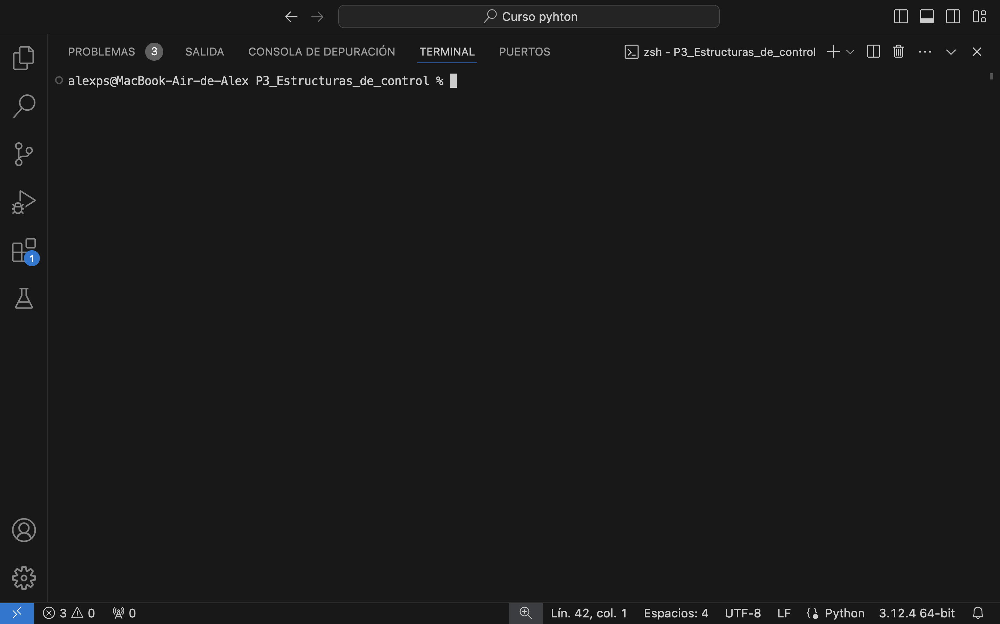 Curso pyhton
PROBLEMAS 3 SALIDA CONSOLA DE DEPURACIÓN TERMINAL PUERTOS zsh - P3_Estructuras_de_control
alexps@MacBook-Air-de-Alex P3_Estructuras_de_control %
1
3 0 0 Lín. 42, col. 1 Espacios: 4 UTF-8 LF Python 3.12.4 64-bit